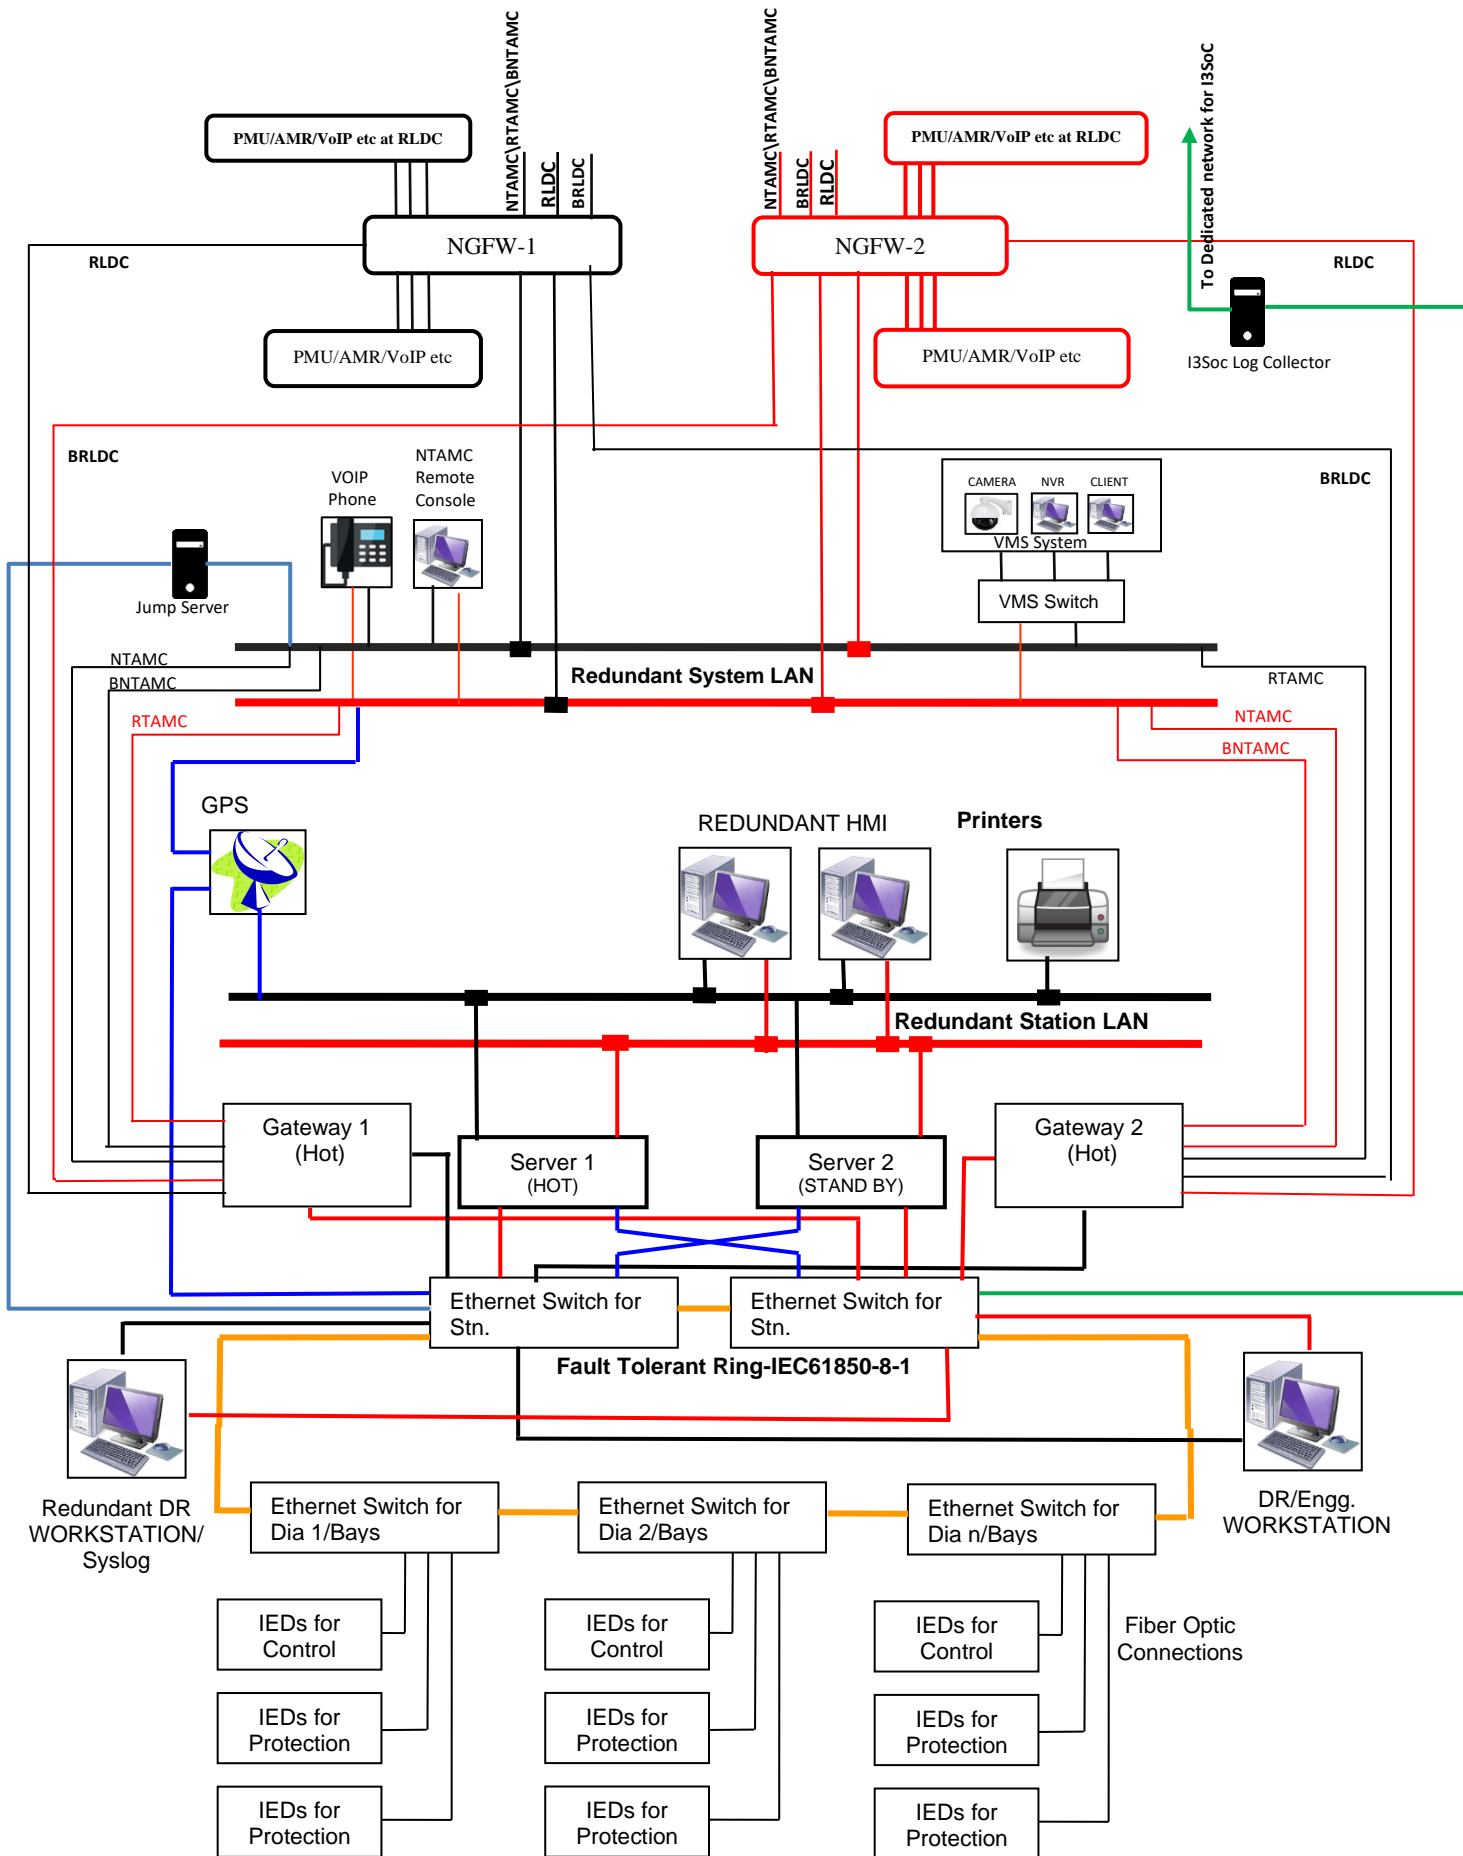 NTAMC\RTAMC\BNTAMC
RLDC
BRLDC
NTAMC\RTAMC\BNTAMC
BRLDC
RLDC
To Dedicated network for I3SoC
PMU/AMR/VoIP etc at RLDC
PMU/AMR/VoIP etc at RLDC
NGFW-1
NGFW-2
RLDC
RLDC
PMU/AMR/VoIP etc
PMU/AMR/VoIP etc
I3Soc Log Collector
BRLDC
VOIP
Phone
NTAMC
Remote
Console
CAMERA
NVR
CLIENT
VMS System
BRLDC
Jump Server
VMS Switch
NTAMC
BNTAMC
Redundant System LAN
RTAMC
RTAMC
NTAMC
BNTAMC
GPS
REDUNDANT HMI
Printers
Redundant Station LAN
Gateway 1
(Hot)
Server 1
(HOT)
Server 2
(STAND BY)
Gateway 2
(Hot)
Ethernet Switch for
Stn.
Ethernet Switch for
Stn.
Fault Tolerant Ring-IEC61850-8-1
Redundant DR
WORKSTATION/
Syslog
DR/Engg.
WORKSTATION
Ethernet Switch for
Dia 1/Bays
Ethernet Switch for
Dia 2/Bays
Ethernet Switch for
Dia n/Bays
IEDs for
Control
IEDs for
Control
IEDs for
Control
Fiber Optic
Connections
IEDs for
Protection
IEDs for
Protection
IEDs for
Protection
IEDs for
Protection
IEDs for
Protection
IEDs for
Protection